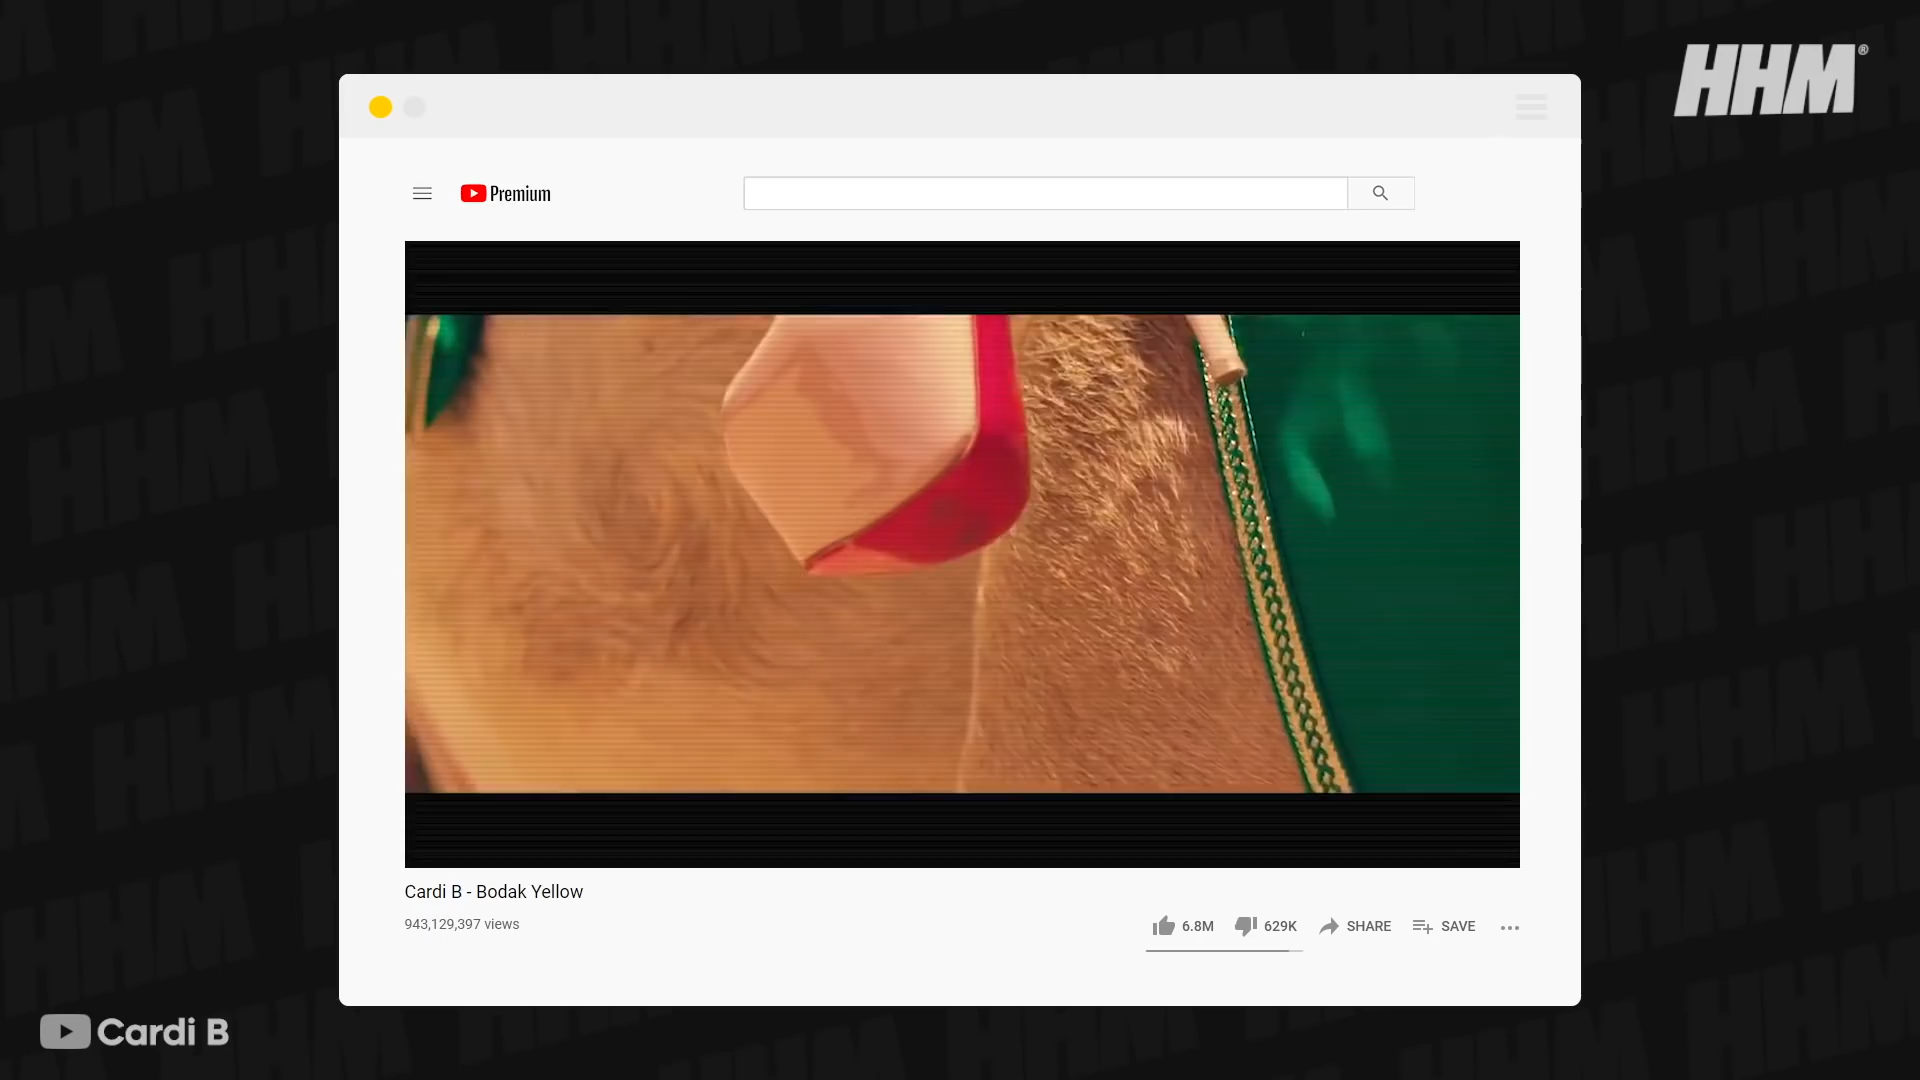 HHM®
Premium
Cardi B - Bodak Yellow
943,129,397 views
6.8M 629K SHARE SAVE
Cardi B